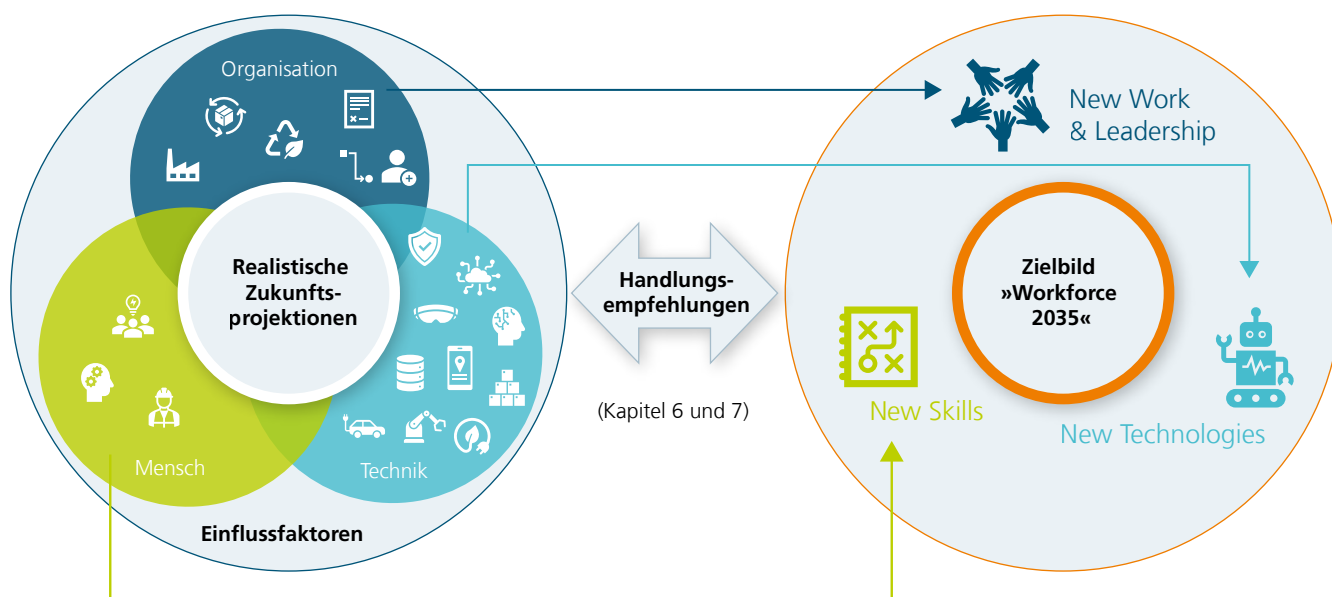 Organisation
Realistische
Zukunfts-
projektionen
Mensch
Technik
Einflussfaktoren
Handlungs-
empfehlungen
(Kapitel 6 und 7)
New Work
& Leadership
Zielbild
»Workforce
2035«
New Skills
New Technologies